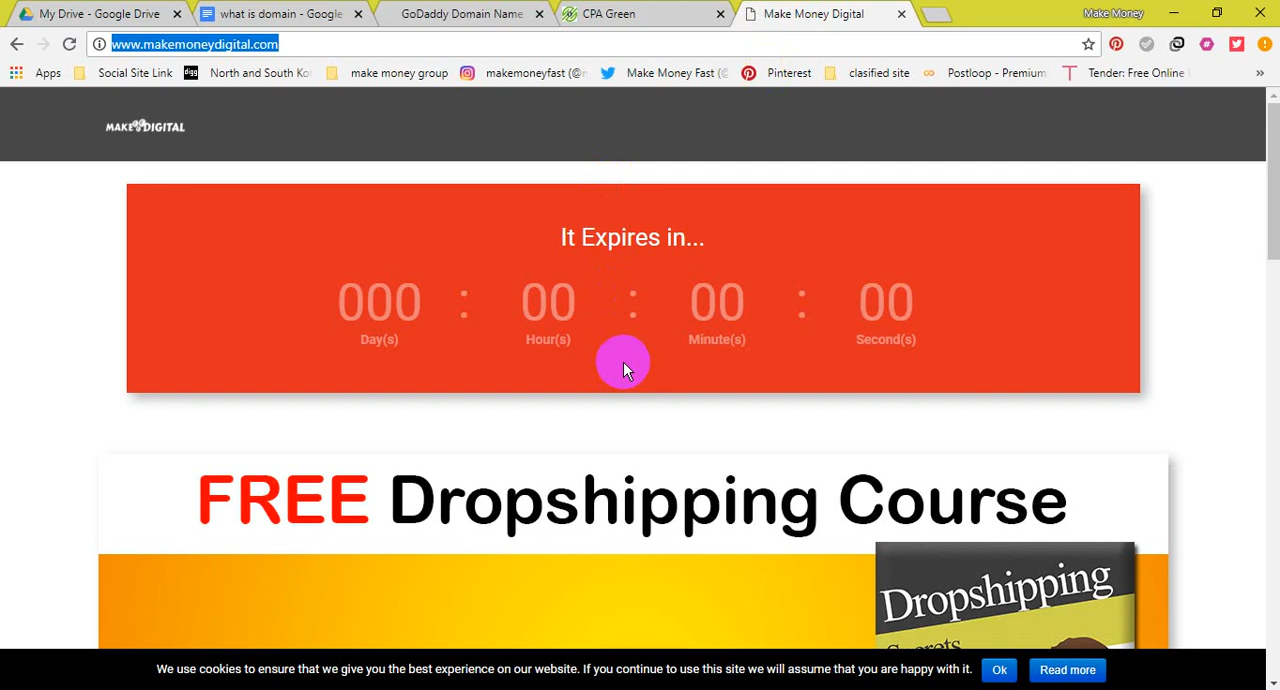 My Drive - Google Drive
what is domain - Google
GoDaddy Domain Name
CPA Green
Make Money Digital
Make Money
www.makemoneydigital.com
Apps
Social Site Link
digg
North and South Ko
make money group
makemoneyfast (@
Make Money Fast (@
Pinterest
clasified site
Postloop - Premium
Tender: Free Online
MAKE DIGITAL
It Expires in...
000 : 00 : 00 : 00
Day(s) Hour(s) Minute(s) Second(s)
FREE Dropshipping Course
Dropshipping
Secrets
We use cookies to ensure that we give you the best experience on our website. If you continue to use this site we will assume that you are happy with it.
Ok
Read more